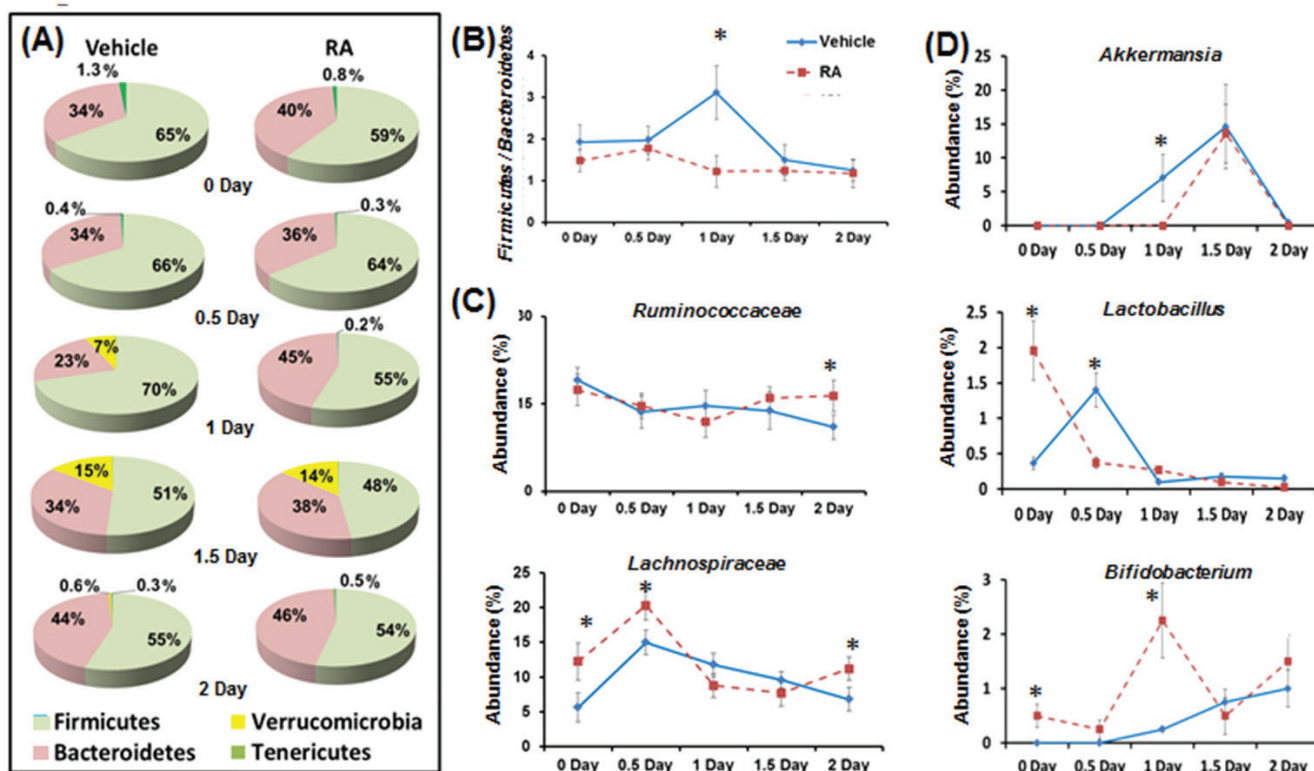 (A)
Vehicle
RA
1.3%
34%
65%
0.8%
40%
59%
0 Day
0.4%
34%
66%
0.3%
36%
64%
0.5 Day
23%
7%
70%
0.2%
45%
55%
1 Day
15%
34%
51%
14%
38%
48%
1.5 Day
0.6%
0.3%
44%
55%
0.5%
46%
54%
2 Day
Firmicutes
Verrucomicrobia
Bacteroidetes
Tenericutes
(B)
*
Vehicle
RA
Firmicutes / Bacteroidetes
4
3
2
1
0
0 Day 0.5 Day 1 Day 1.5 Day 2 Day
(C)
Ruminococcaceae
Abundance (%)
30
15
0
*
0 Day 0.5 Day 1 Day 1.5 Day 2 Day
Lachnospiraceae
Abundance (%)
25
20
15
10
5
0
* * *
0 Day 0.5 Day 1 Day 1.5 Day 2 Day
(D)
Akkermansia
Abundance (%)
25
20
15
10
5
0
*
0 Day 0.5 Day 1 Day 1.5 Day 2 Day
Lactobacillus
Abundance (%)
2.5
2
1.5
1
0.5
0
* *
0 Day 0.5 Day 1 Day 1.5 Day 2 Day
Bifidobacterium
Abundance (%)
3
2
1
0
* *
0 Day 0.5 Day 1 Day 1.5 Day 2 Day